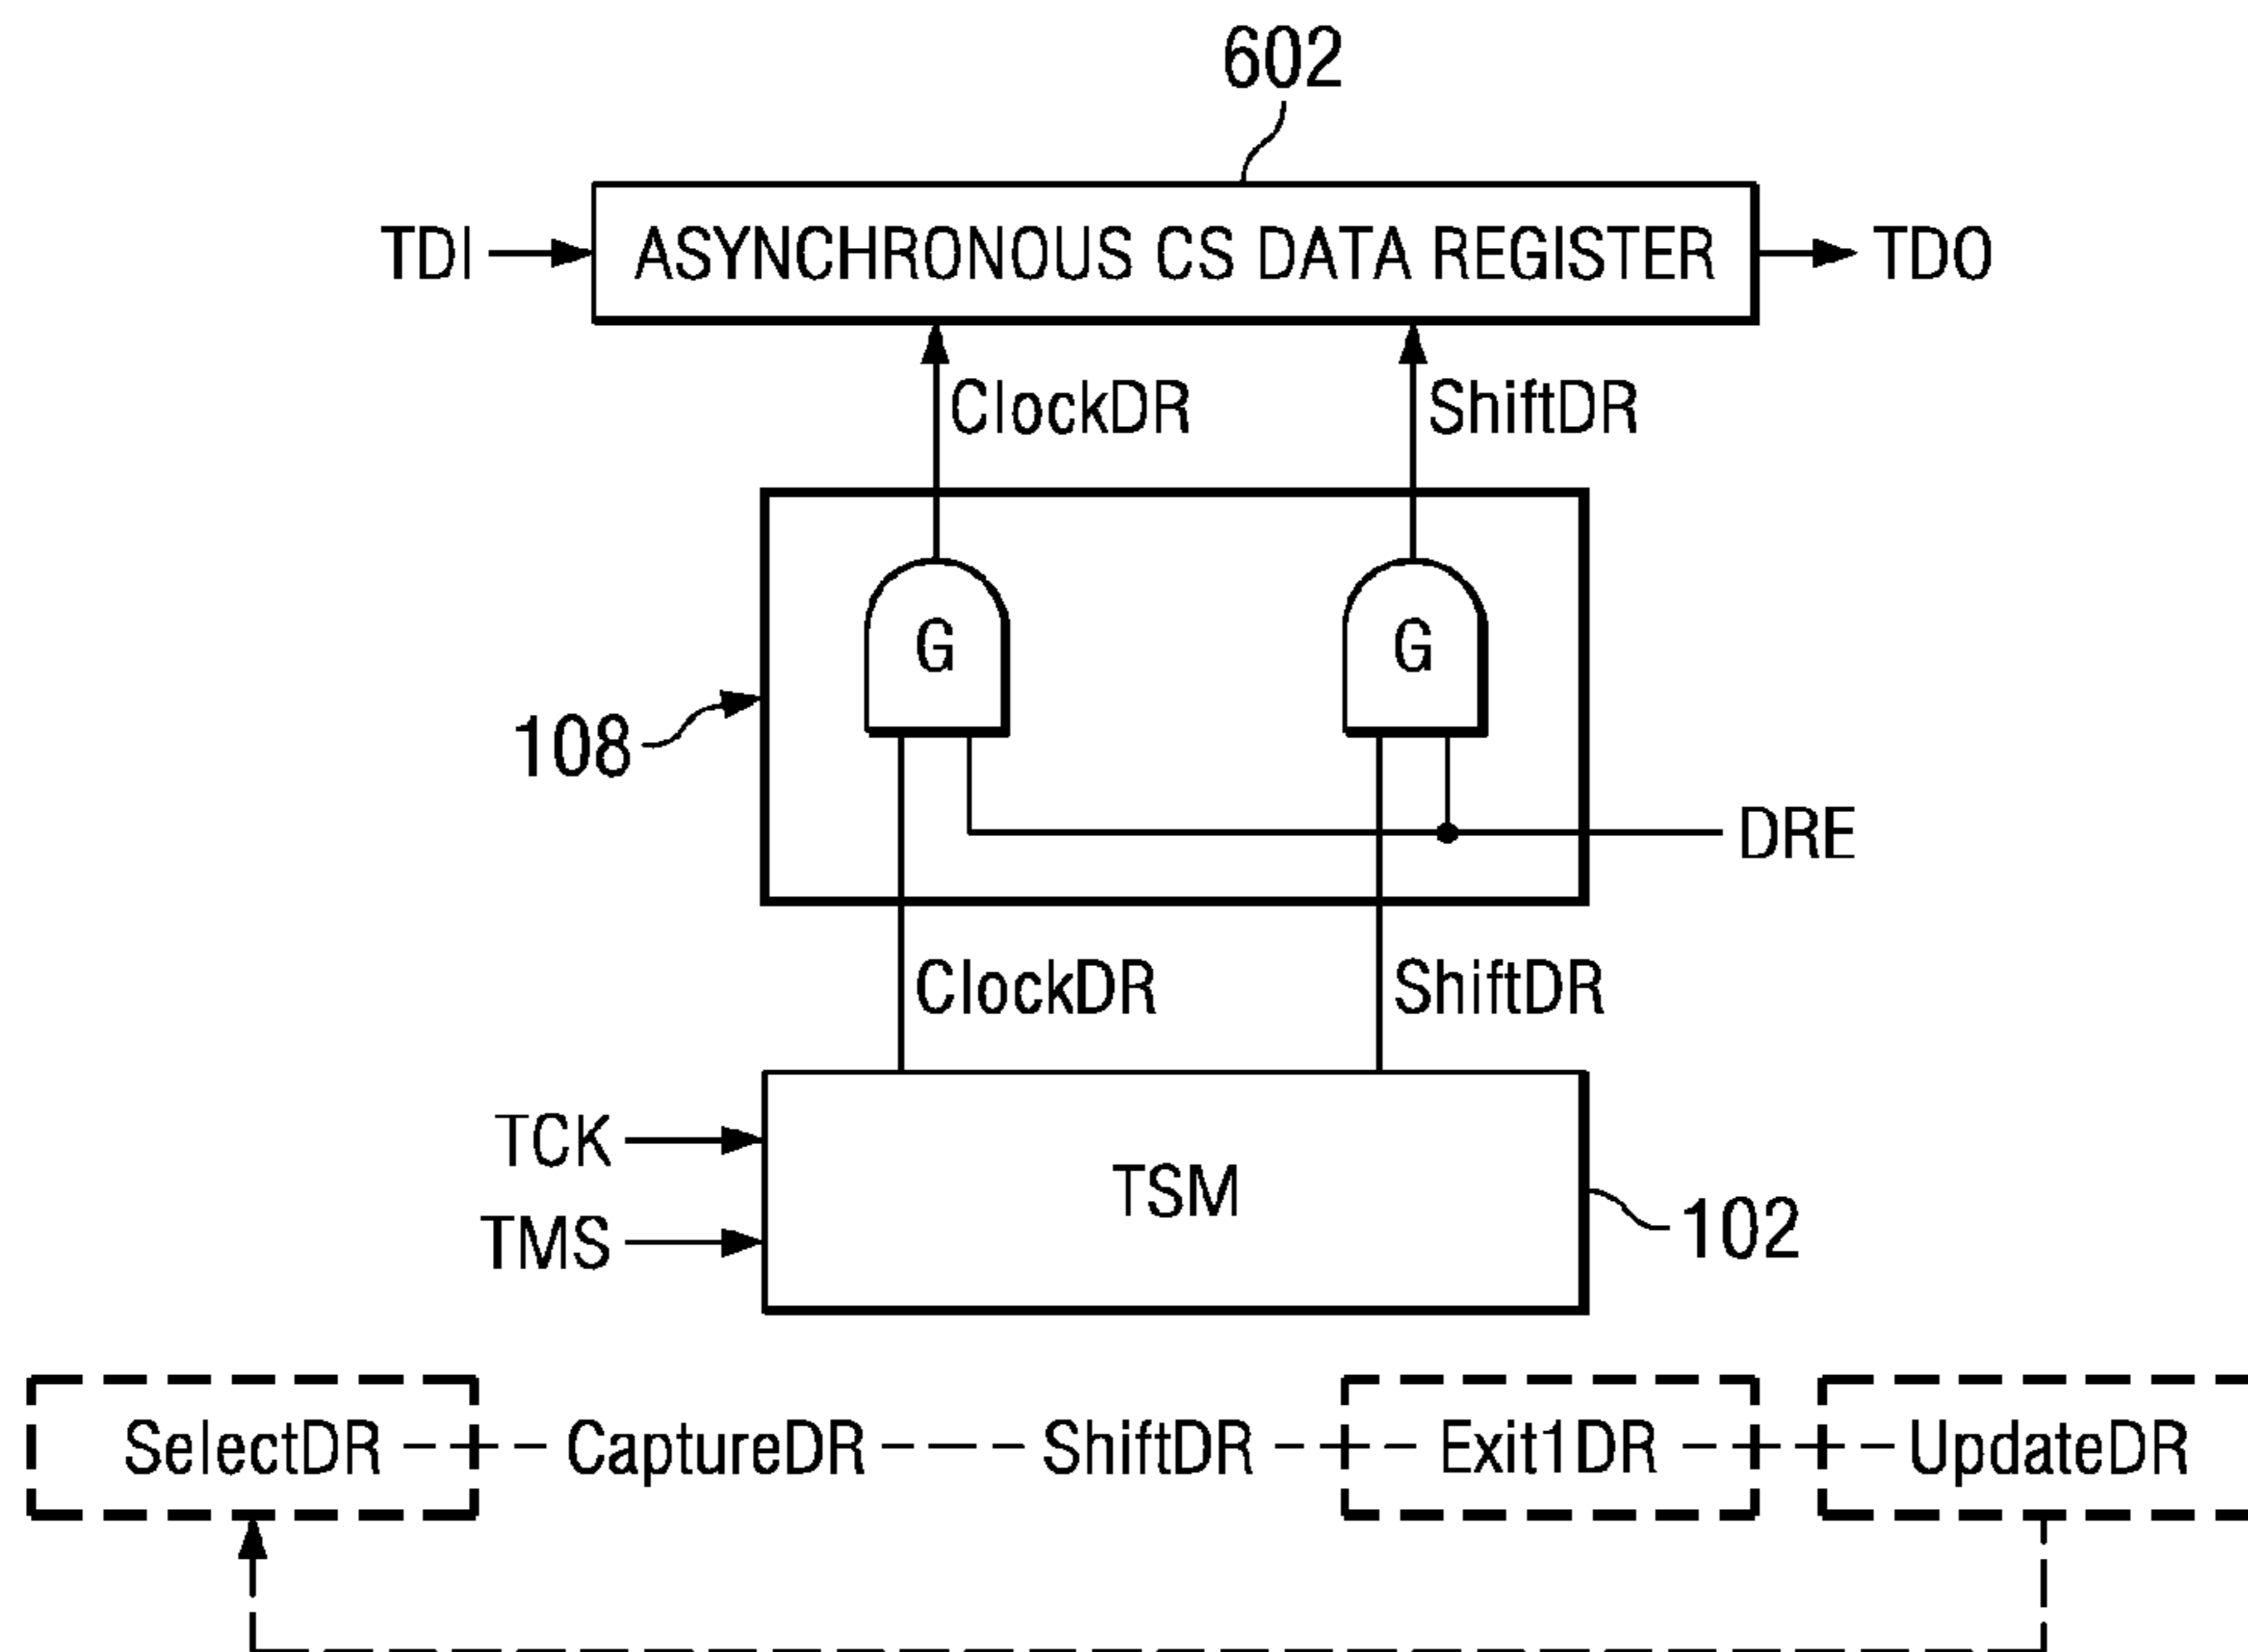 602
TDI
ASYNCHRONOUS CS DATA REGISTER
TDO
ClockDR
ShiftDR
G
G
108
DRE
ClockDR
ShiftDR
TCK
TSM
TMS
102
SelectDR
CaptureDR
ShiftDR
Exit1DR
UpdateDR